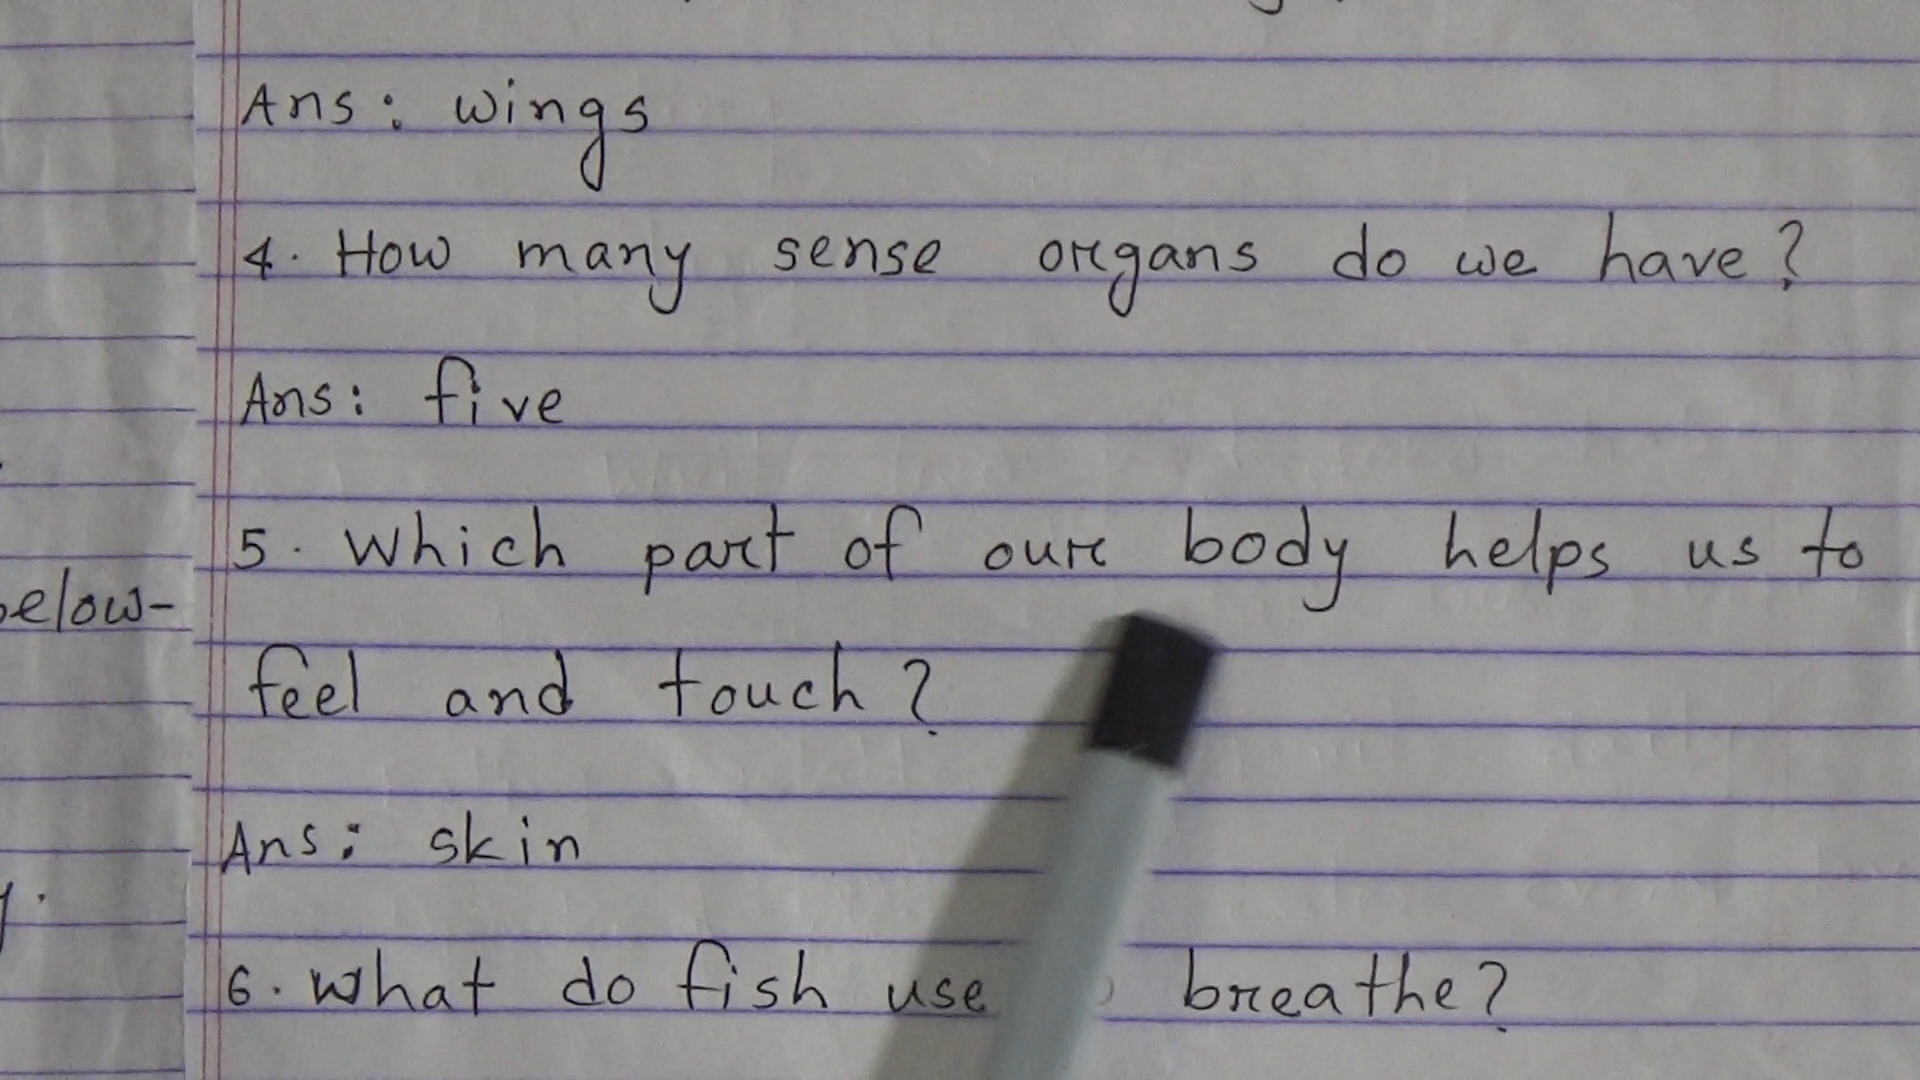 Ans: wings
4. How many sense organs do we have?
Ans: five
5. Which part of our body helps us to
feel and touch?
Ans: skin
6. What do fish use breathe?
elow-